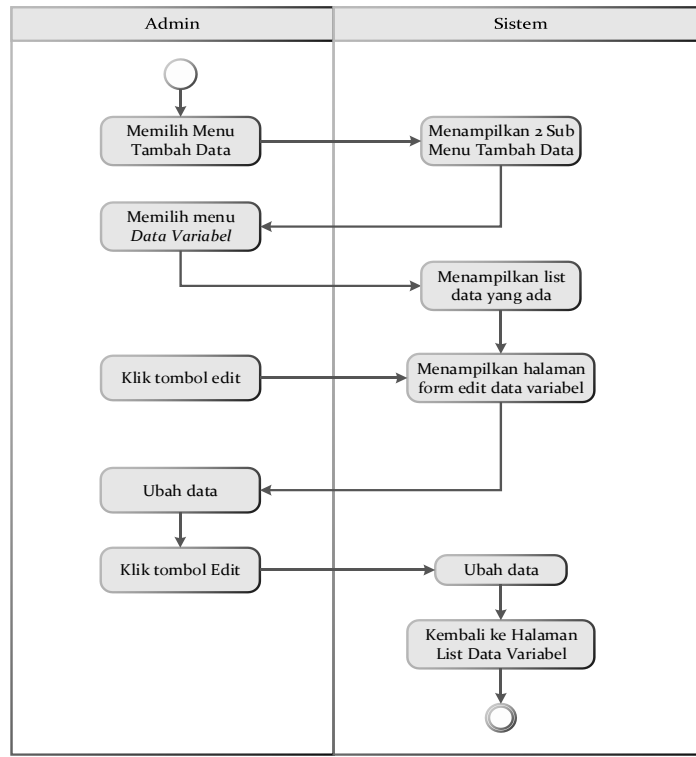 Admin
Sistem
Memilih Menu
Tambah Data
Menampilkan 2 Sub
Menu Tambah Data
Memilih menu
Data Variabel
Menampilkan list
data yang ada
Klik tombol edit
Menampilkan halaman
form edit data variabel
Ubah data
Klik tombol Edit
Ubah data
Kembali ke Halaman
List Data Variabel